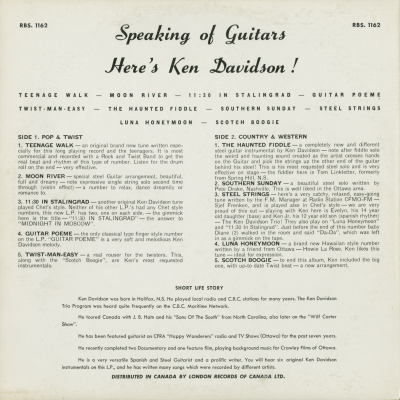 RBS. 1162
RBS. 1162
Speaking of Guitars
Here's Ken Davidson!
TEENAGE WALK — MOON RIVER — 11:30 IN STALINGRAD — GUITAR POEME
TWIST-MAN-EASY — THE HAUNTED FIDDLE — SOUTHERN SUNDAY — STEEL STRINGS
LUNA HONEYMOON — SCOTCH BOOGIE
SIDE 1. POP & TWIST
1. TEENAGE WALK — an original brand new tune written especially for this long playing record and the teenagers. It is most
commercial and recorded with a Rock and Twist Band to get the
real beat and rhythm of this type of number. Listen for the drum
roll on the end — very effective.
2. MOON RIVER — special steel Guitar arrangement, beautiful,
full and dreamy — note expressive single string solo second time
through (violin effect) — a number to relax, dance dreamily or
romance to.
3. 11:30 IN STALINGRAD — another original Ken Davidson tune
played Chet's style. Neither of his other L.P.'s had any Chet style
numbers, this new L.P. has two, one on each side. — the gimmick
here is the title — "11:30 IN STALINGRAD" — the answer to
"MIDNIGHT IN MOSCOW".
4. GUITAR POEME — the only classical type finger style number
on the L.P. "GUITAR POEME" is a very soft and melodious Ken
Davidson melody.
5. TWIST-MAN-EASY — a real rouser for the twisters. This,
along with the "Scotch Boogie", are Ken's most requested
instrumentals.
SIDE 2. COUNTRY & WESTERN
1. THE HAUNTED FIDDLE — a completely new and different
steel guitar instrumental by Ken Davidson — note after fiddle solo
the weird and haunting sound created as the artist crosses hands
on the Guitar and pick the strings up the other end of the guitar
behind the steel. This is his most requested steel solo and is very
effective on stage — the fiddler here is Tom Linkletter, formerly
from Spring Hill, N.S.
2. SOUTHERN SUNDAY — a beautiful steel solo written by
Pete Drake, Nashville. This is well liked in the Ottawa area.
3. STEEL STRINGS — here's a very catchy, relaxed, easy-going
tune written by the F.M. Manager at Radio Station CFMO-FM —
Syl Frenken, and is played also in Chet's style — we are very
proud of this cut — playing with Ken here is Evelyn, his 14 year
old daughter (bass) and Ken Jr. his 12 year old son (spanish rhythm)
— The Ken Davidson Trio. They also play on "Luna Honeymoon"
and "11:30 in Stalingrad". Just before the end of this number baby
Diane (2) walked in the room and said "Da-Da", which was left
in as a gimmick on the tape.
4. LUNA HONEYMOON — a brand new Hawaiian style number
written by friend from Ottawa — Howie La Row. Ken likes this
tune — ideal for expression.
5. SCOTCH BOOGIE — to end this album, Ken included the big
one, with up-to-date Twist beat — a new arrangement.
SHORT LIFE STORY
Ken Davidson was born in Halifax, N.S. He played local radio and C.B.C. stations for many years. The Ken Davidson
Trio Program was heard quite frequently on the C.B.C. Maritime Network.
He toured Canada with J. B. Ham and his "Sons Of The South" from North Carolina, also later on the "Wilf Carter
Show".
He has been featured guitarist on CFRA "Happy Wanderers" radio and TV Shows (Ottawa) for the past seven years.
He recently completed two Documentary and one feature film, playing background music for Crawley Films of Ottawa.
He is a very versatile Spanish and Steel Guitarist and a prolific writer. You will hear six original Ken Davidson
instrumentals on this L.P., and he has written many songs which were recorded by different artists.
DISTRIBUTED IN CANADA BY LONDON RECORDS OF CANADA LTD.